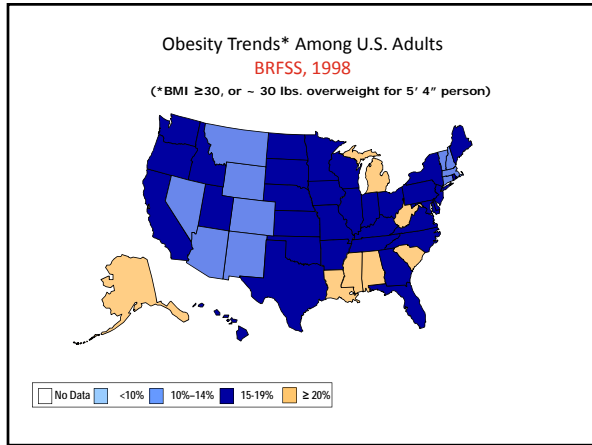 Obesity Trends* Among U.S. Adults
BRFSS, 1998
(*BMI ≥30, or ~ 30 lbs. overweight for 5' 4” person)
No Data <10% 10%–14% 15-19% ≥ 20%